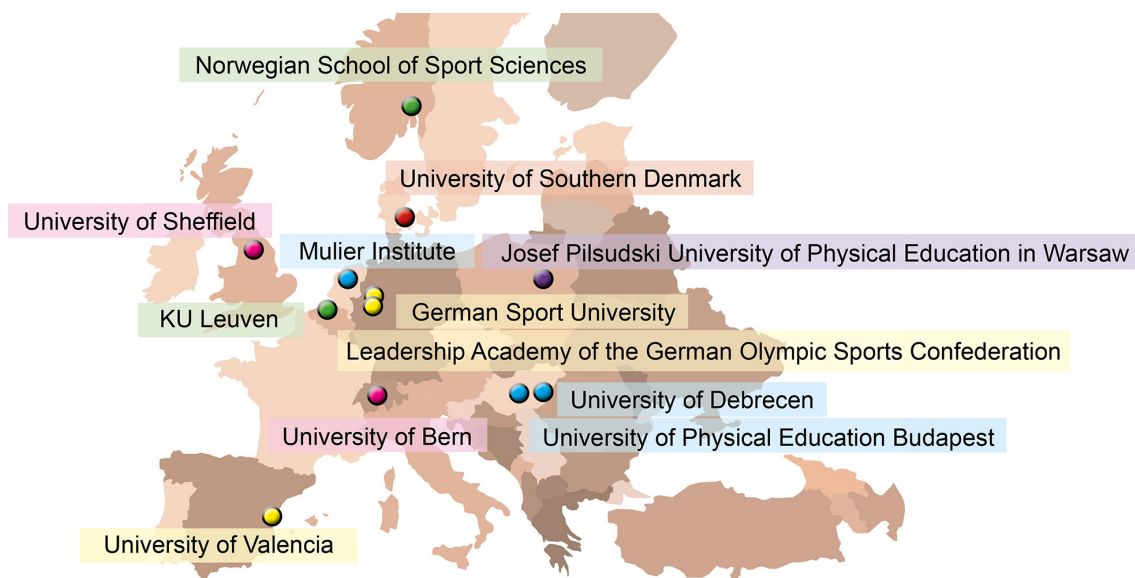 Norwegian School of Sport Sciences
University of Southern Denmark
University of Sheffield
Mulier Institute
Josef Pilsudski University of Physical Education in Warsaw
KU Leuven
German Sport University
Leadership Academy of the German Olympic Sports Confederation
University of Debrecen
University of Bern
University of Physical Education Budapest
University of Valencia